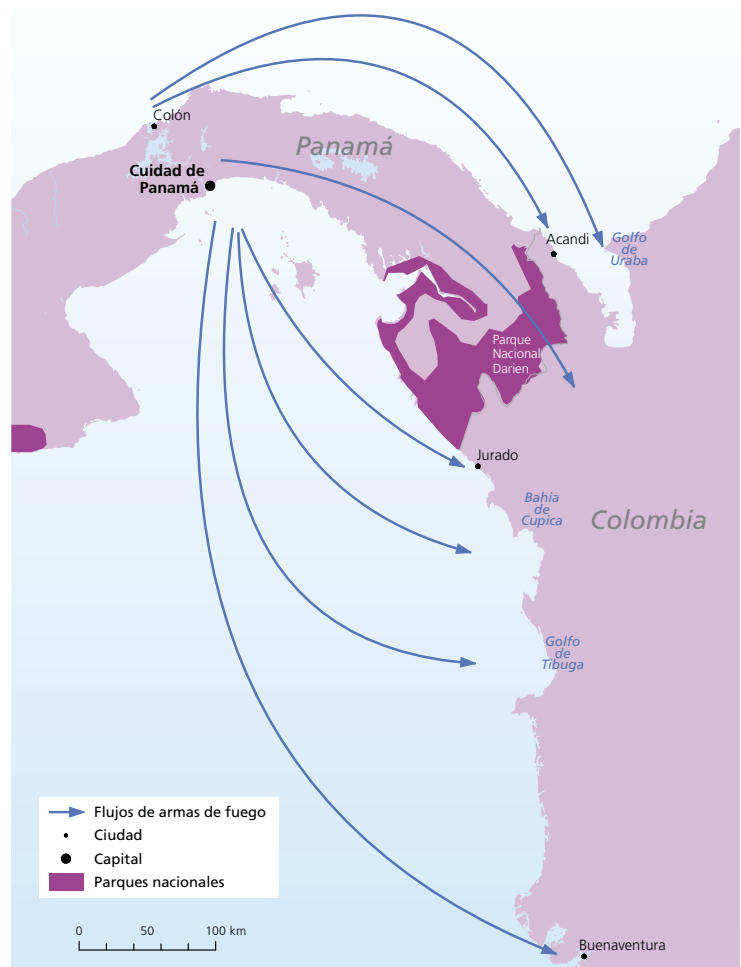 Colón
Panamá
Cuidad de
Panamá
Acandi
Golfo
de
Uraba
Parque
Nacional
Darien
Jurado
Bahia
de
Cupica
Colombia
Golfo
de
Tibuga
Flujos de armas de fuego
Ciudad
Capital
Parques nacionales
0 50 100 km
Buenaventura